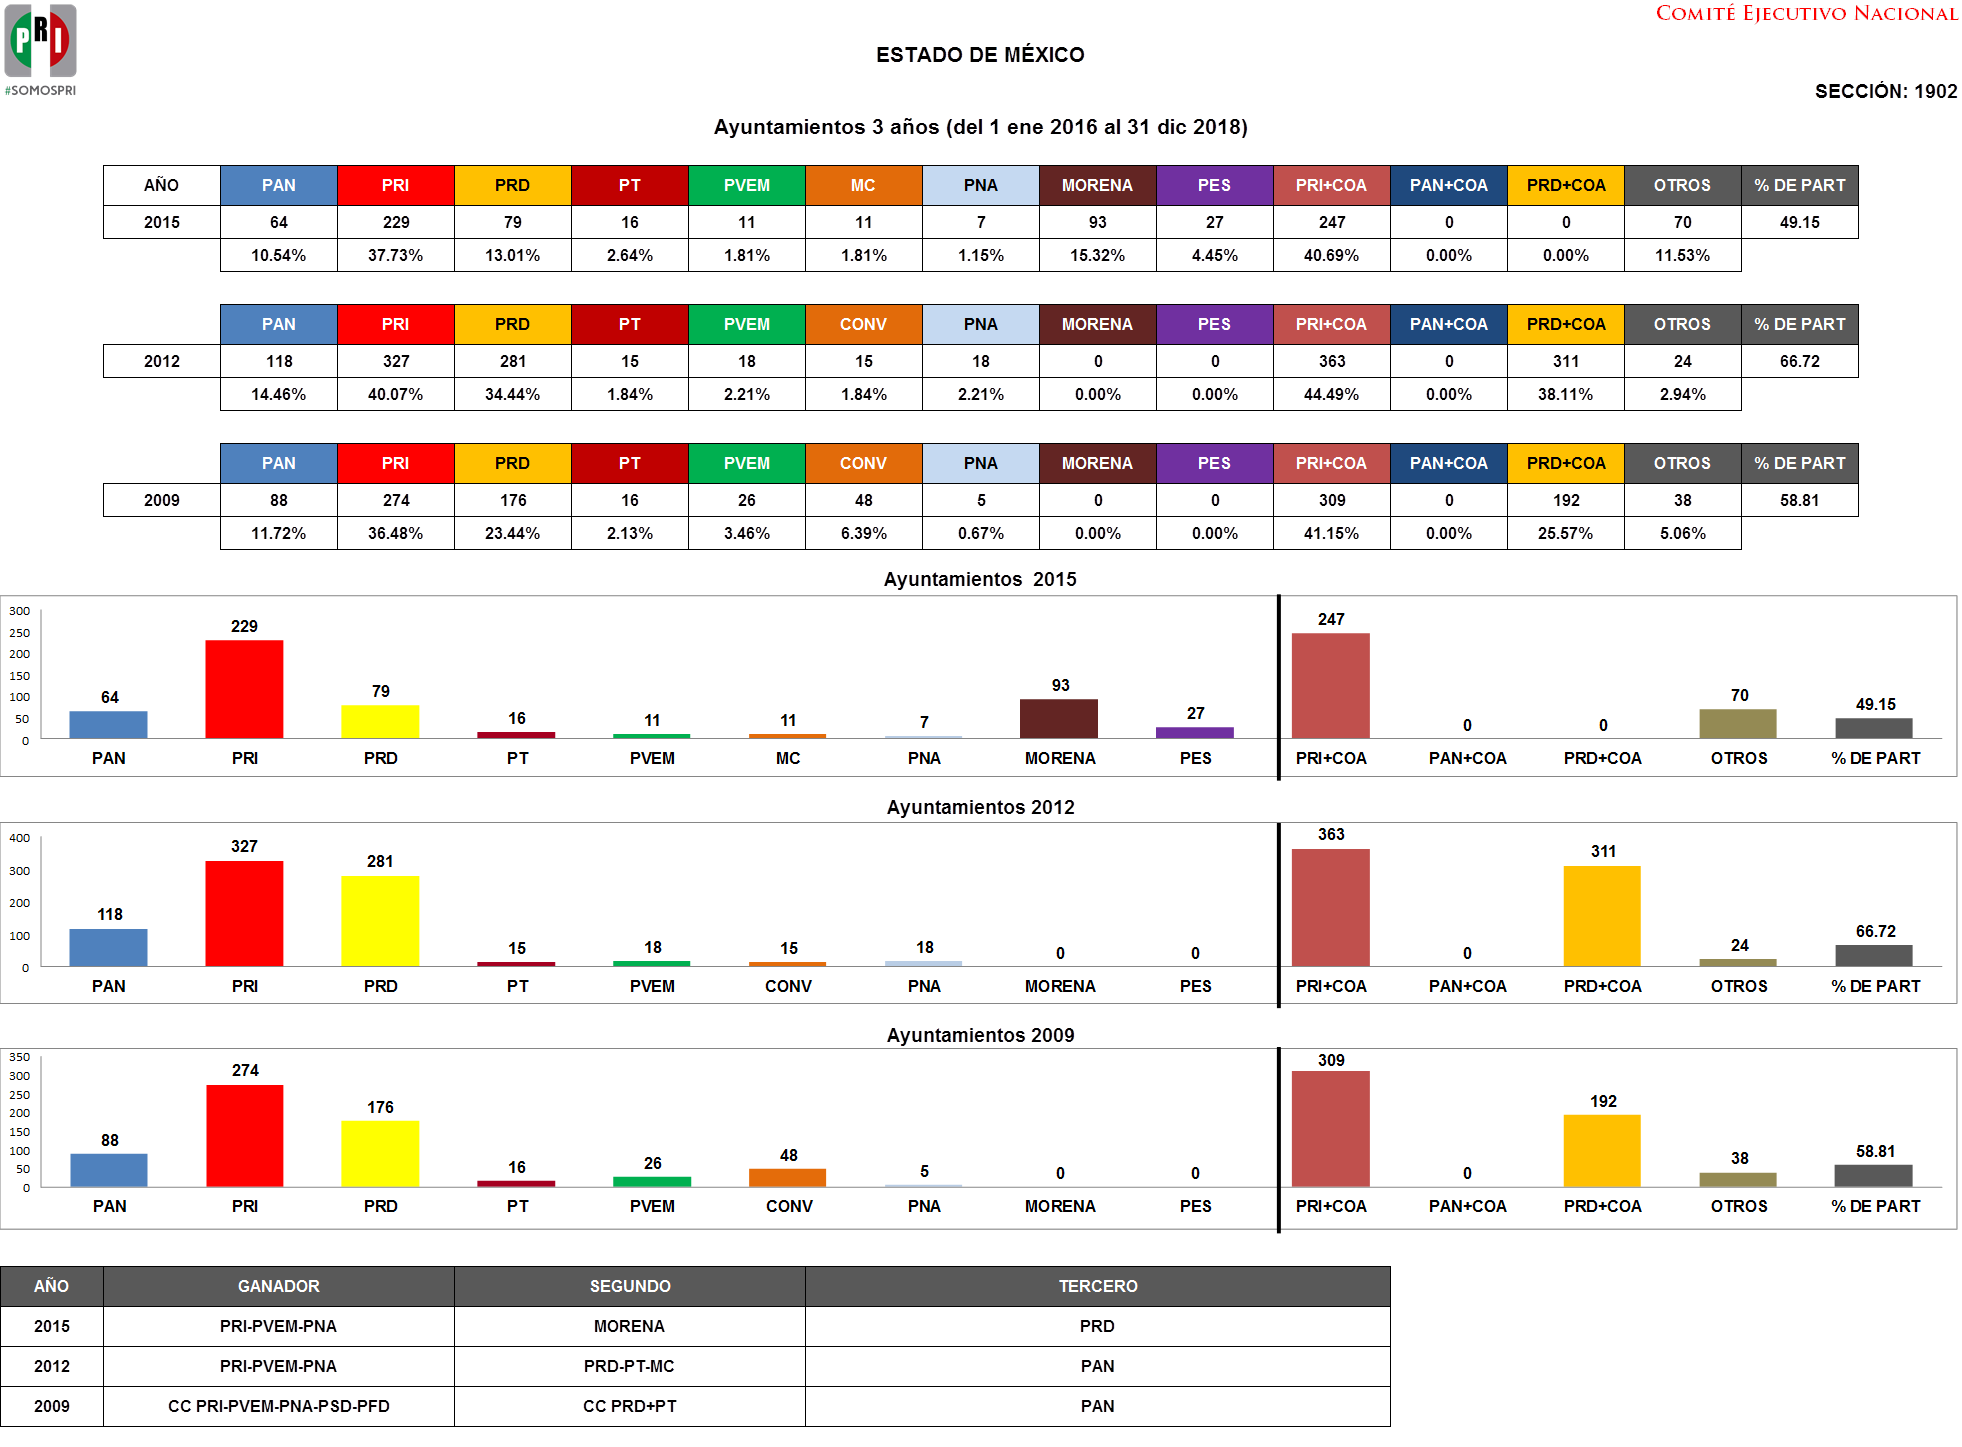 COMITÉ EJECUTIVO NACIONAL
PRI
#SOMOSPRI
ESTADO DE MÉXICO
SECCIÓN: 1902
Ayuntamientos 3 años (del 1 ene 2016 al 31 dic 2018)
AÑO PAN PRI PRD PT PVEM MC PNA MORENA PES PRI+COA PAN+COA PRD+COA OTROS % DE PART
2015 64 229 79 16 11 11 7 93 27 247 0 0 70 49.15
10.54% 37.73% 13.01% 2.64% 1.81% 1.81% 1.15% 15.32% 4.45% 40.69% 0.00% 0.00% 11.53%
PAN PRI PRD PT PVEM CONV PNA MORENA PES PRI+COA PAN+COA PRD+COA OTROS % DE PART
2012 118 327 281 15 18 15 18 0 0 363 0 311 24 66.72
14.46% 40.07% 34.44% 1.84% 2.21% 1.84% 2.21% 0.00% 0.00% 44.49% 0.00% 38.11% 2.94%
PAN PRI PRD PT PVEM CONV PNA MORENA PES PRI+COA PAN+COA PRD+COA OTROS % DE PART
2009 88 274 176 16 26 48 5 0 0 309 0 192 38 58.81
11.72% 36.48% 23.44% 2.13% 3.46% 6.39% 0.67% 0.00% 0.00% 41.15% 0.00% 25.57% 5.06%
Ayuntamientos 2015
300
250
200
150
100
50
0
64 229 79 16 11 11 7 93 27 247 0 0 70 49.15
PAN PRI PRD PT PVEM MC PNA MORENA PES PRI+COA PAN+COA PRD+COA OTROS % DE PART
Ayuntamientos 2012
400
300
200
100
0
118 327 281 15 18 15 18 0 0 363 0 311 24 66.72
PAN PRI PRD PT PVEM CONV PNA MORENA PES PRI+COA PAN+COA PRD+COA OTROS % DE PART
Ayuntamientos 2009
350
300
250
200
150
100
50
0
88 274 176 16 26 48 5 0 0 309 0 192 38 58.81
PAN PRI PRD PT PVEM CONV PNA MORENA PES PRI+COA PAN+COA PRD+COA OTROS % DE PART
AÑO GANADOR SEGUNDO TERCERO
2015 PRI-PVEM-PNA MORENA PRD
2012 PRI-PVEM-PNA PRD-PT-MC PAN
2009 CC PRI-PVEM-PNA-PSD-PFD CC PRD+PT PAN